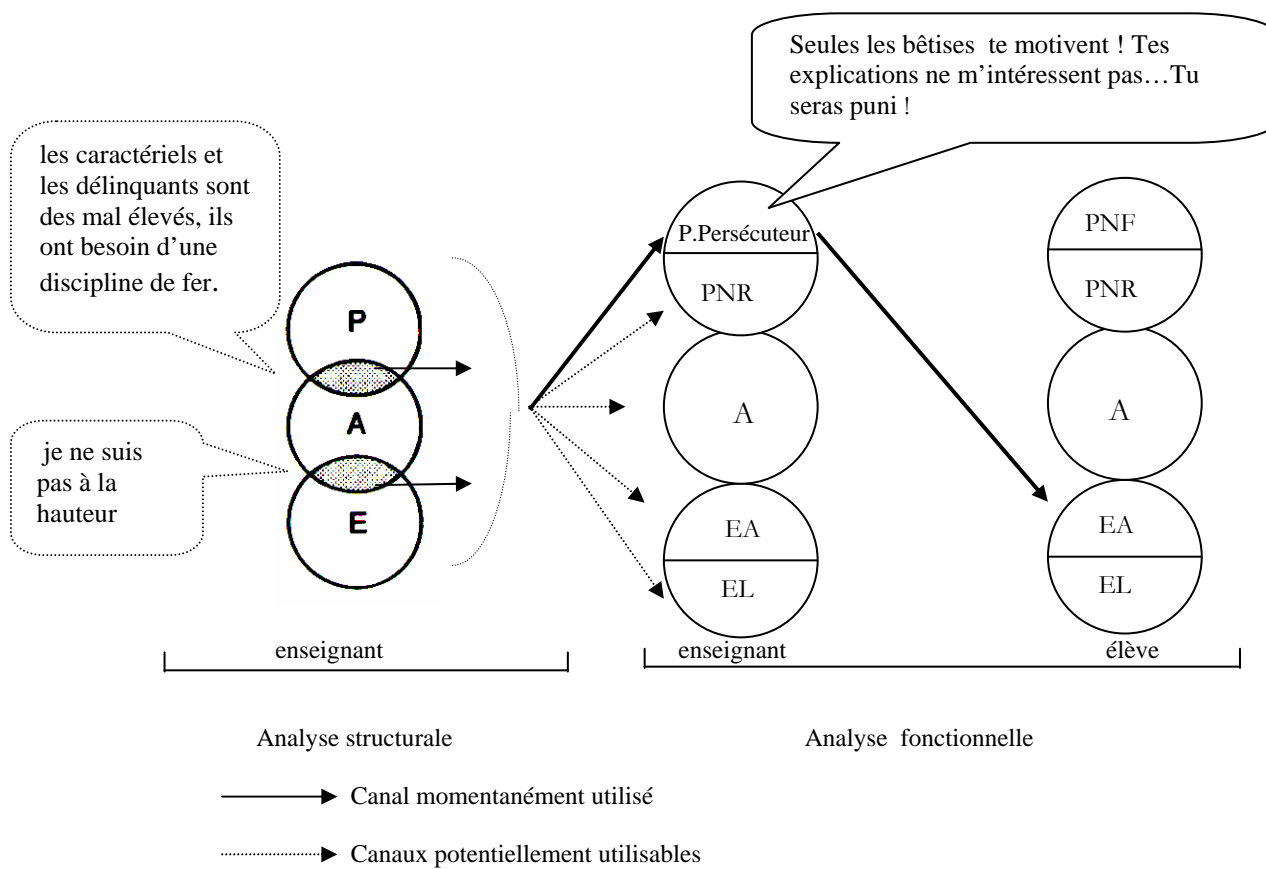 Seules les bêtises te motivent ! Tes
explications ne m’intéressent pas…Tu
seras puni !
les caractériels et
les délinquants sont
des mal élevés, ils
ont besoin d’une
discipline de fer.
je ne suis
pas à la
hauteur
P
A
E
P.Persécuteur
PNR
A
EA
EL
PNF
PNR
A
EA
EL
enseignant
enseignant
élève
Analyse structurale
Analyse fonctionnelle
Canal momentanément utilisé
Canaux potentiellement utilisables